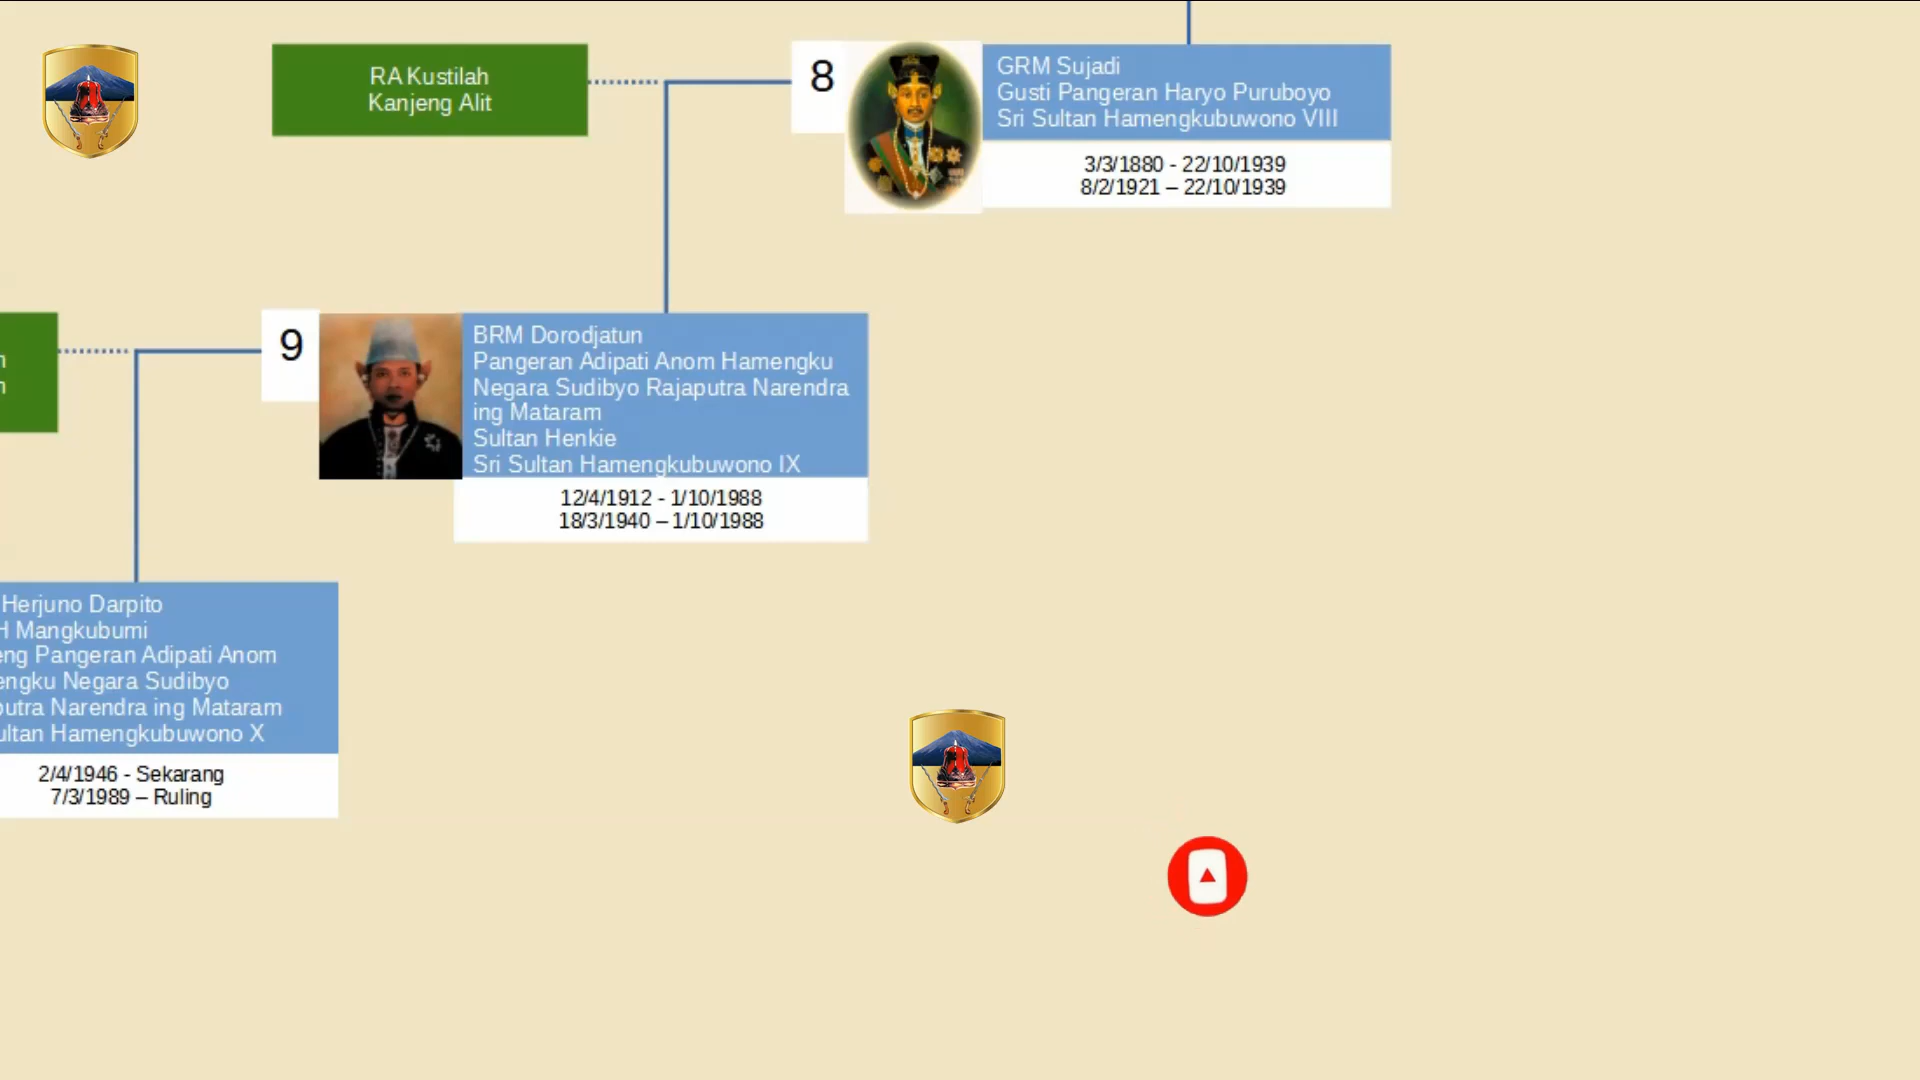 RA Kustilah
Kanjeng Alit
8
GRM Sujadi
Gusti Pangeran Haryo Puruboyo
Sri Sultan Hamengkubuwono VIII
3/3/1880 - 22/10/1939
8/2/1921 – 22/10/1939
9
BRM Dorodjatun
Pangeran Adipati Anom Hamengku
Negara Sudibyo Rajaputra Narendra
ing Mataram
Sultan Henkie
Sri Sultan Hamengkubuwono IX
12/4/1912 - 1/10/1988
18/3/1940 – 1/10/1988
Herjuno Darpito
Mangkubumi
Pangeran Adipati Anom
Negara Sudibyo
Narendra ing Mataram
Hamengkubuwono X
2/4/1946 - Sekarang
7/3/1989 – Ruling